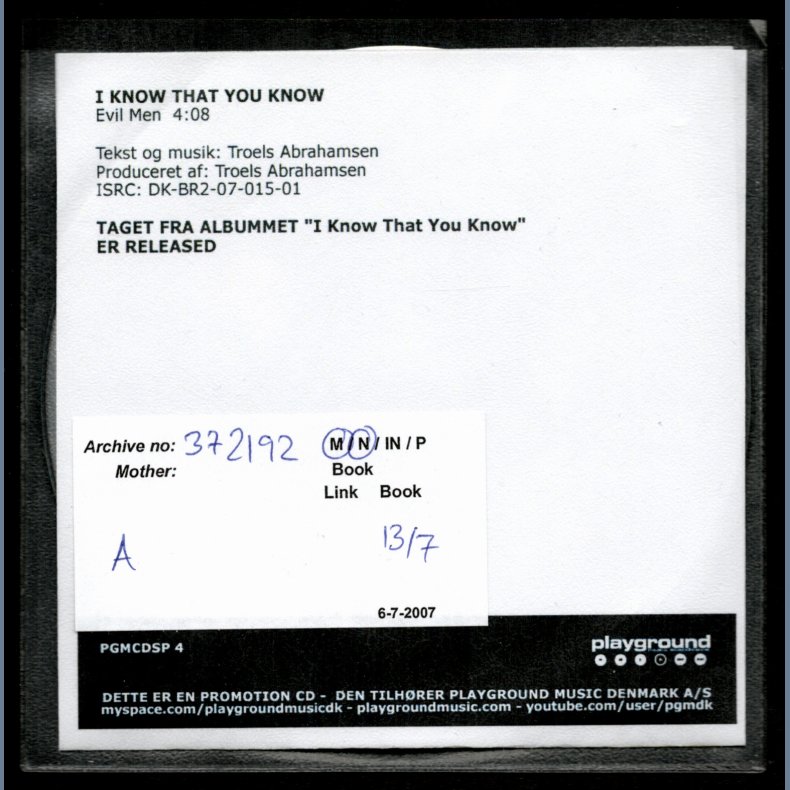 I KNOW THAT YOU KNOW
Evil Men  4:08
Tekst og musik: Troels Abrahamsen
Produceret af: Troels Abrahamsen
ISRC: DK-BR2-07-015-01
TAGET FRA ALBUMMET "I Know That You Know"
ER RELEASED
Archive no: 372192 M / N / IN / P
Mother: Book
Link Book
A 13/7
6-7-2007
PGMCDSP 4
playground
DETTE ER EN PROMOTION CD - DEN TILHØRER PLAYGROUND MUSIC DENMARK A/S
myspace.com/playgroundmusicdk - playgroundmusic.com - youtube.com/user/pgmdk